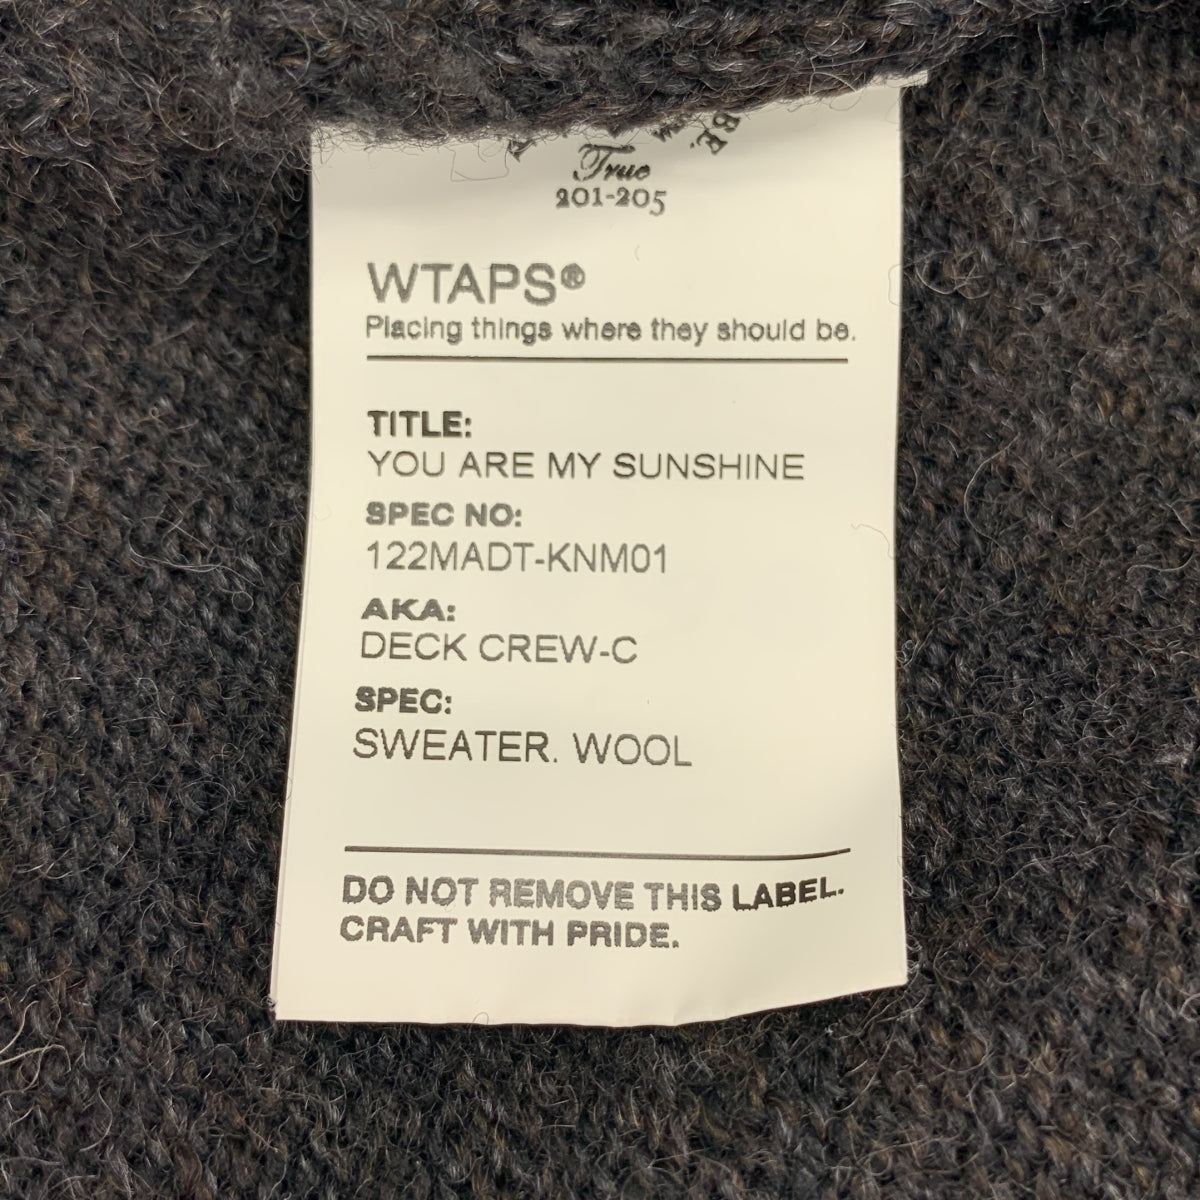 True
201-205
WTAPS®
Placing things where they should be.
TITLE:
YOU ARE MY SUNSHINE
SPEC NO:
122MADT-KNM01
AKA:
DECK CREW-C
SPEC:
SWEATER. WOOL
DO NOT REMOVE THIS LABEL.
CRAFT WITH PRIDE.